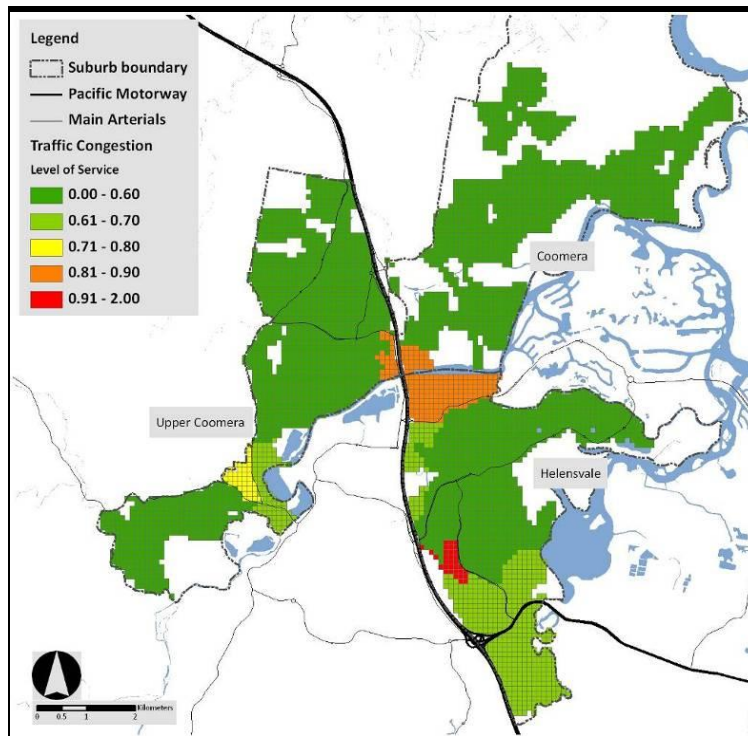 Legend
Suburb boundary
Pacific Motorway
Main Arterials
Traffic Congestion
Level of Service
0.00 - 0.60
0.61 - 0.70
0.71 - 0.80
0.81 - 0.90
0.91 - 2.00
Coomera
Upper Coomera
Helensvale
Kilometers
0 0.5 1 2